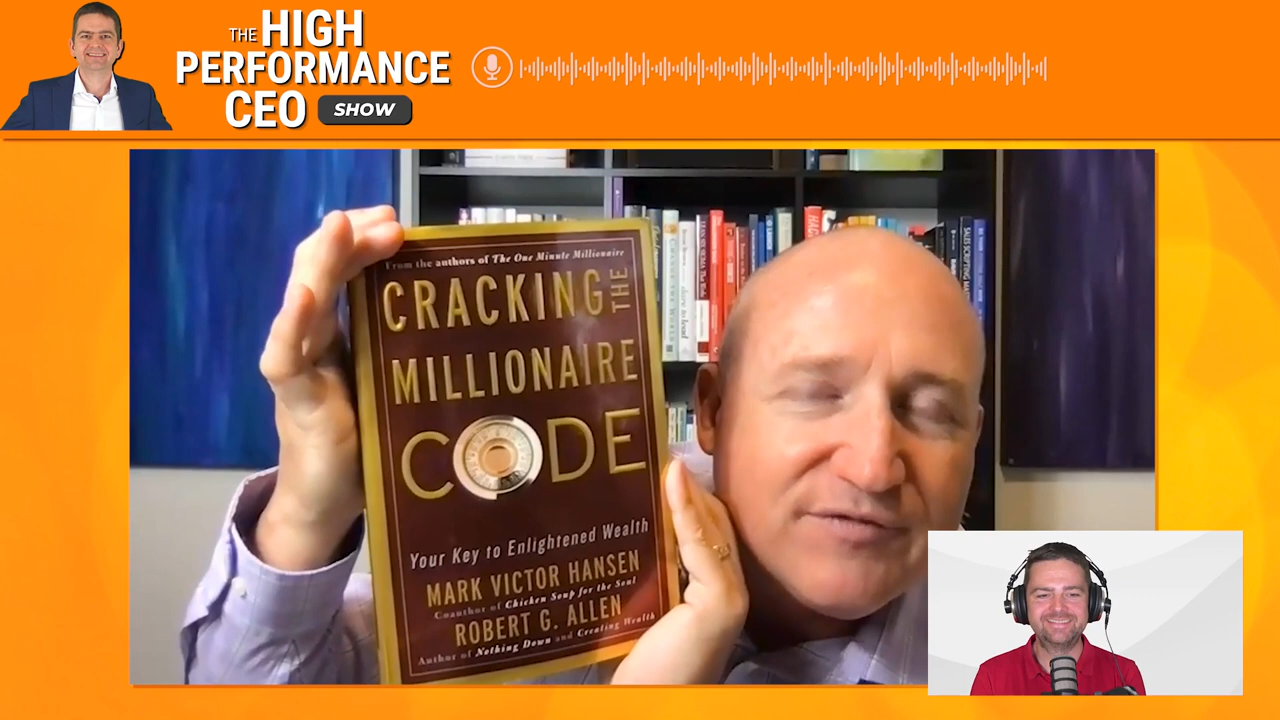 THE HIGH
PERFORMANCE
CEO SHOW
From the authors of The One Minute Millionaire
CRACKING THE
MILLIONAIRE
CODE
Your Key to Enlightened Wealth
MARK VICTOR HANSEN
Coauthor of Chicken Soup for the Soul
ROBERT G. ALLEN
Author of Nothing Down and Creating Wealth
SALES SCRIPTING